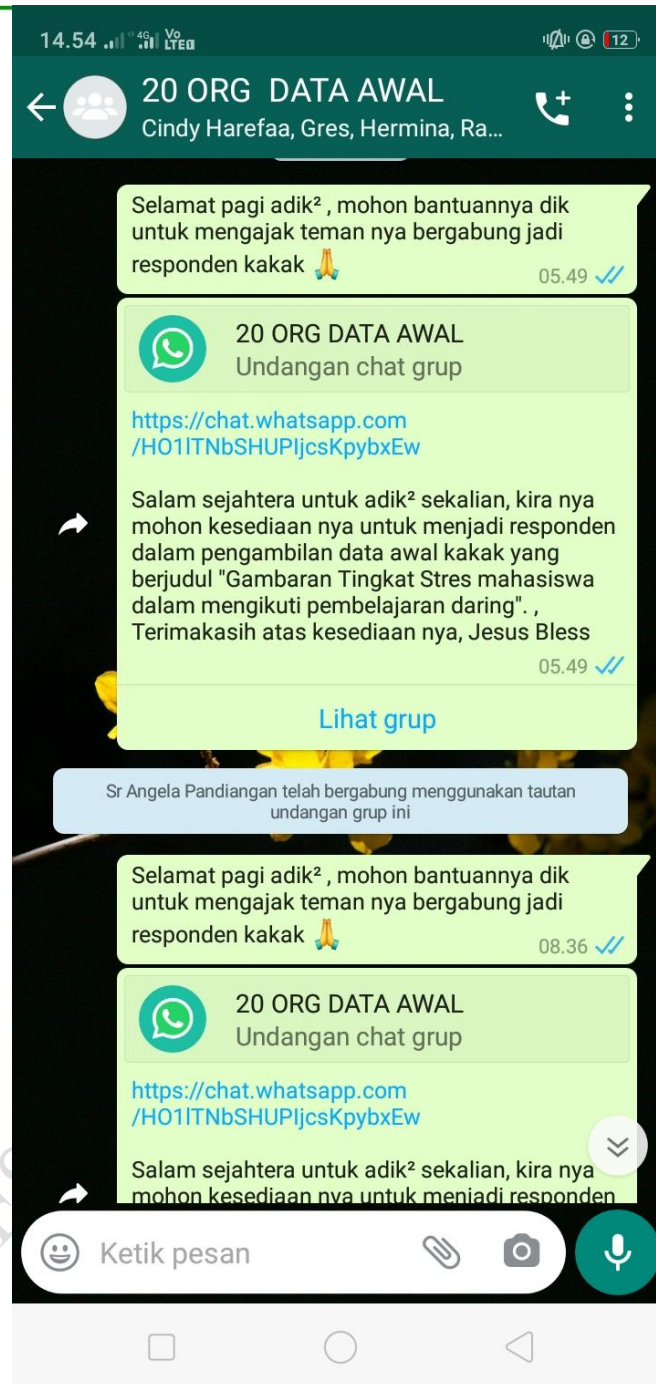 14.54
4G
Vo
LTE
12
20 ORG DATA AWAL
Cindy Harefaa, Gres, Hermina, Ra...
Selamat pagi adik² , mohon bantuannya dik
untuk mengajak teman nya bergabung jadi
responden kakak 🙏
05.49
20 ORG DATA AWAL
Undangan chat grup
https://chat.whatsapp.com
/HO1lTNbSHUPIjcsKpybxEw
Salam sejahtera untuk adik² sekalian, kira nya
mohon kesediaan nya untuk menjadi responden
dalam pengambilan data awal kakak yang
berjudul "Gambaran Tingkat Stres mahasiswa
dalam mengikuti pembelajaran daring". ,
Terimakasih atas kesediaan nya, Jesus Bless
05.49
Lihat grup
Sr Angela Pandiangan telah bergabung menggunakan tautan
undangan grup ini
Selamat pagi adik² , mohon bantuannya dik
untuk mengajak teman nya bergabung jadi
responden kakak 🙏
08.36
20 ORG DATA AWAL
Undangan chat grup
https://chat.whatsapp.com
/HO1lTNbSHUPIjcsKpybxEw
Salam sejahtera untuk adik² sekalian, kira nya
mohon kesediaan nya untuk menjadi responden
Ketik pesan